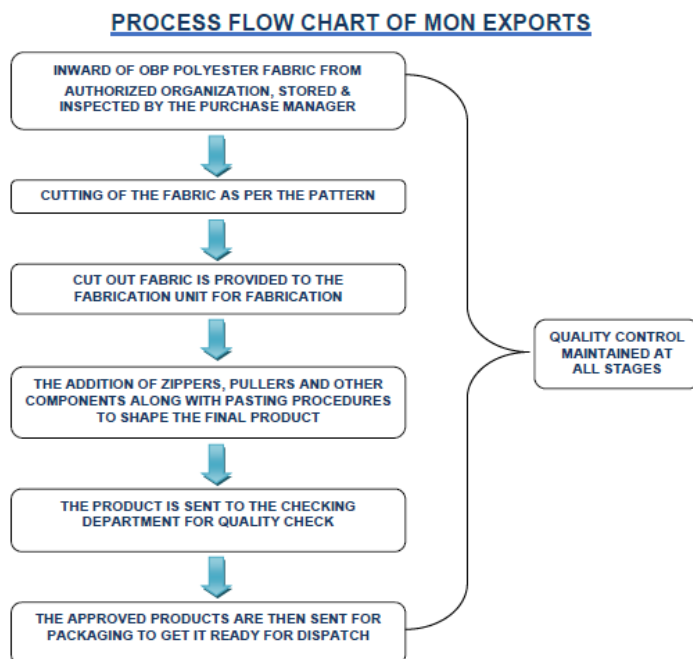 PROCESS FLOW CHART OF MON EXPORTS
INWARD OF OBP POLYESTER FABRIC FROM
AUTHORIZED ORGANIZATION, STORED &
INSPECTED BY THE PURCHASE MANAGER
CUTTING OF THE FABRIC AS PER THE PATTERN
CUT OUT FABRIC IS PROVIDED TO THE
FABRICATION UNIT FOR FABRICATION
THE ADDITION OF ZIPPERS, PULLERS AND OTHER
COMPONENTS ALONG WITH PASTING PROCEDURES
TO SHAPE THE FINAL PRODUCT
THE PRODUCT IS SENT TO THE CHECKING
DEPARTMENT FOR QUALITY CHECK
THE APPROVED PRODUCTS ARE THEN SENT FOR
PACKAGING TO GET IT READY FOR DISPATCH
QUALITY CONTROL
MAINTAINED AT
ALL STAGES